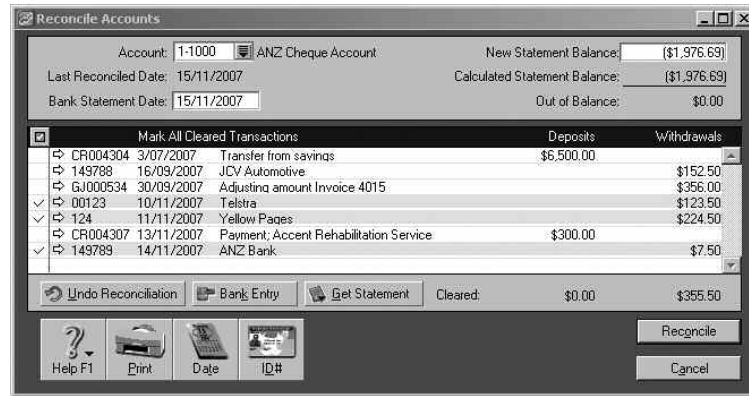 Reconcile Accounts
Account: 1-1000 ANZ Cheque Account New Statement Balance: ($1,976.69)
Last Reconciled Date: 15/11/2007 Calculated Statement Balance: ($1,976.69)
Bank Statement Date: 15/11/2007 Out of Balance: $0.00
Mark All Cleared Transactions Deposits Withdrawals
CR004304 3/07/2007 Transfer from savings $6,500.00
149788 16/09/2007 JCV Automotive $152.50
GJ000534 30/09/2007 Adjusting amount Invoice 4015 $356.00
00123 10/11/2007 Telstra $123.50
124 11/11/2007 Yellow Pages $224.50
CR004307 13/11/2007 Payment; Accent Rehabilitation Service $300.00
149789 14/11/2007 ANZ Bank $7.50
Undo Reconciliation Bank Entry Get Statement Cleared: $0.00 $355.50
Reconcile
Help F1 Print Date ID#
Cancel